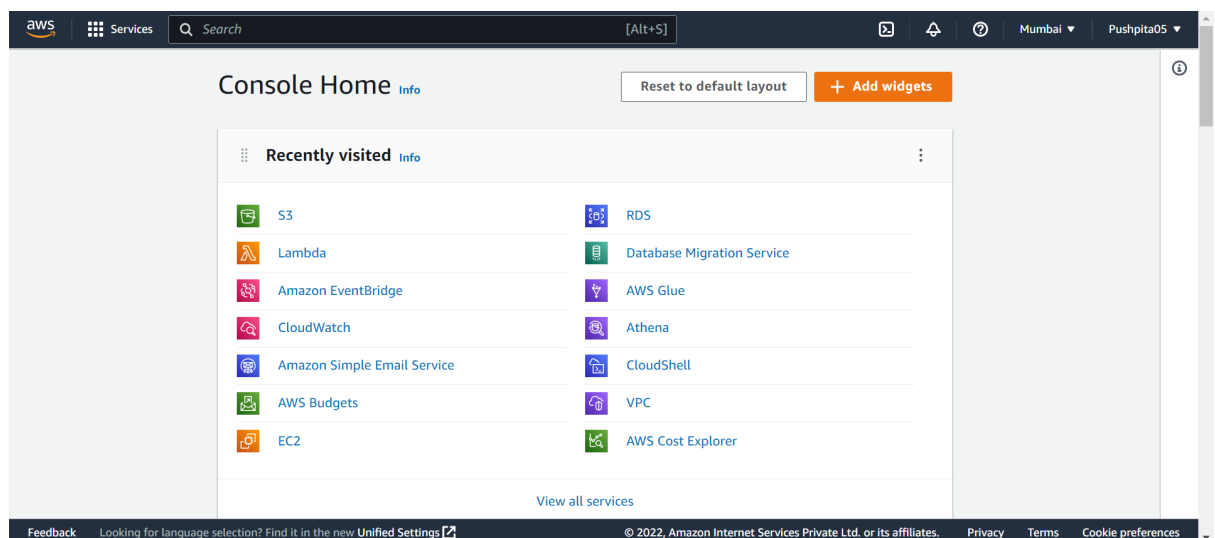 aws Services Search [Alt+S] Mumbai ▼ Pushpita05 ▼
Console Home Info Reset to default layout + Add widgets
Recently visited Info
S3
Lambda
Amazon EventBridge
CloudWatch
Amazon Simple Email Service
AWS Budgets
EC2
RDS
Database Migration Service
AWS Glue
Athena
CloudShell
VPC
AWS Cost Explorer
View all services
Feedback Looking for language selection? Find it in the new Unified Settings © 2022, Amazon Internet Services Private Ltd. or its affiliates. Privacy Terms Cookie preferences